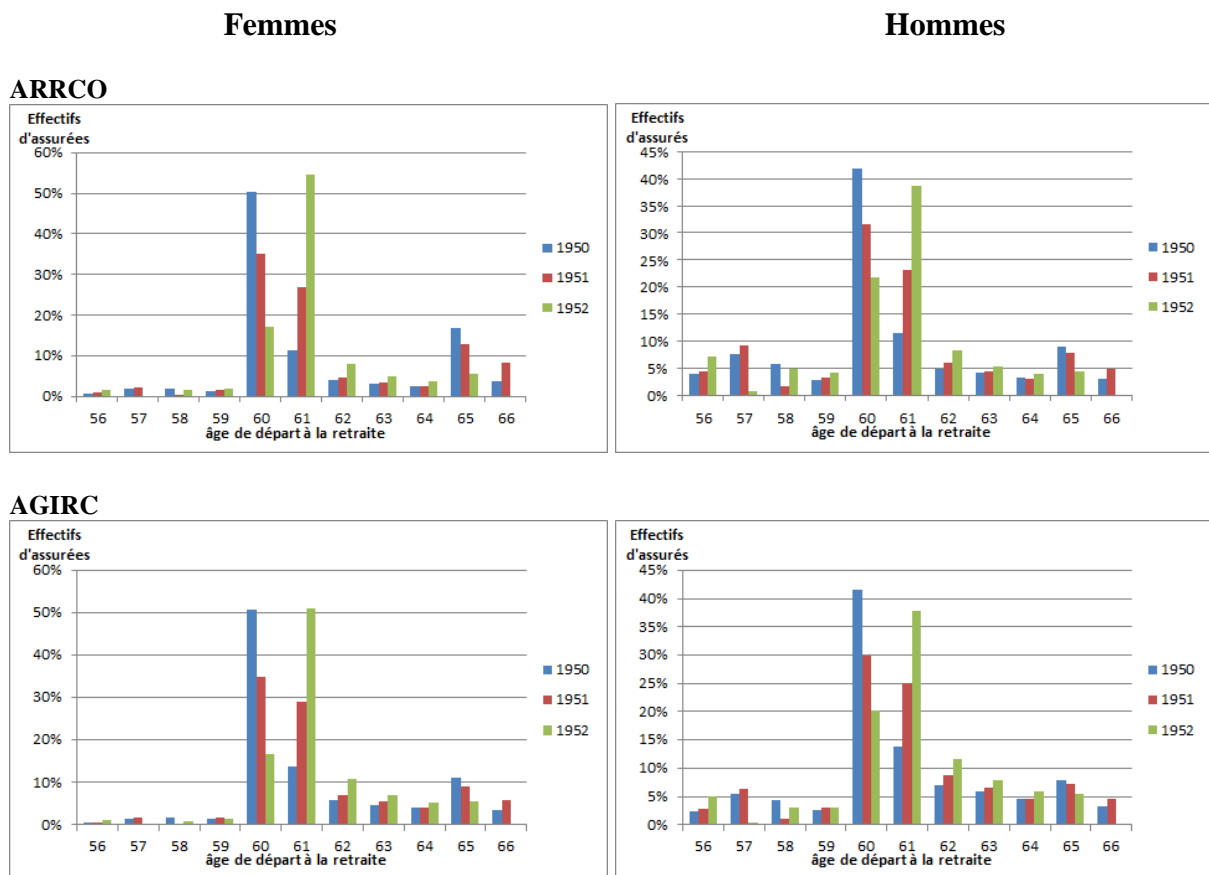 Femmes
Hommes
ARRCO
Effectifs
d'assurées
60%
50%
40%
30%
20%
10%
0%
56 57 58 59 60 61 62 63 64 65 66
âge de départ à la retraite
1950
1951
1952
Effectifs
d'assurés
45%
40%
35%
30%
25%
20%
15%
10%
5%
0%
56 57 58 59 60 61 62 63 64 65 66
âge de départ à la retraite
1950
1951
1952
AGIRC
Effectifs
d'assurées
60%
50%
40%
30%
20%
10%
0%
56 57 58 59 60 61 62 63 64 65 66
âge de départ à la retraite
1950
1951
1952
Effectifs
d'assurés
45%
40%
35%
30%
25%
20%
15%
10%
5%
0%
56 57 58 59 60 61 62 63 64 65 66
âge de départ à la retraite
1950
1951
1952